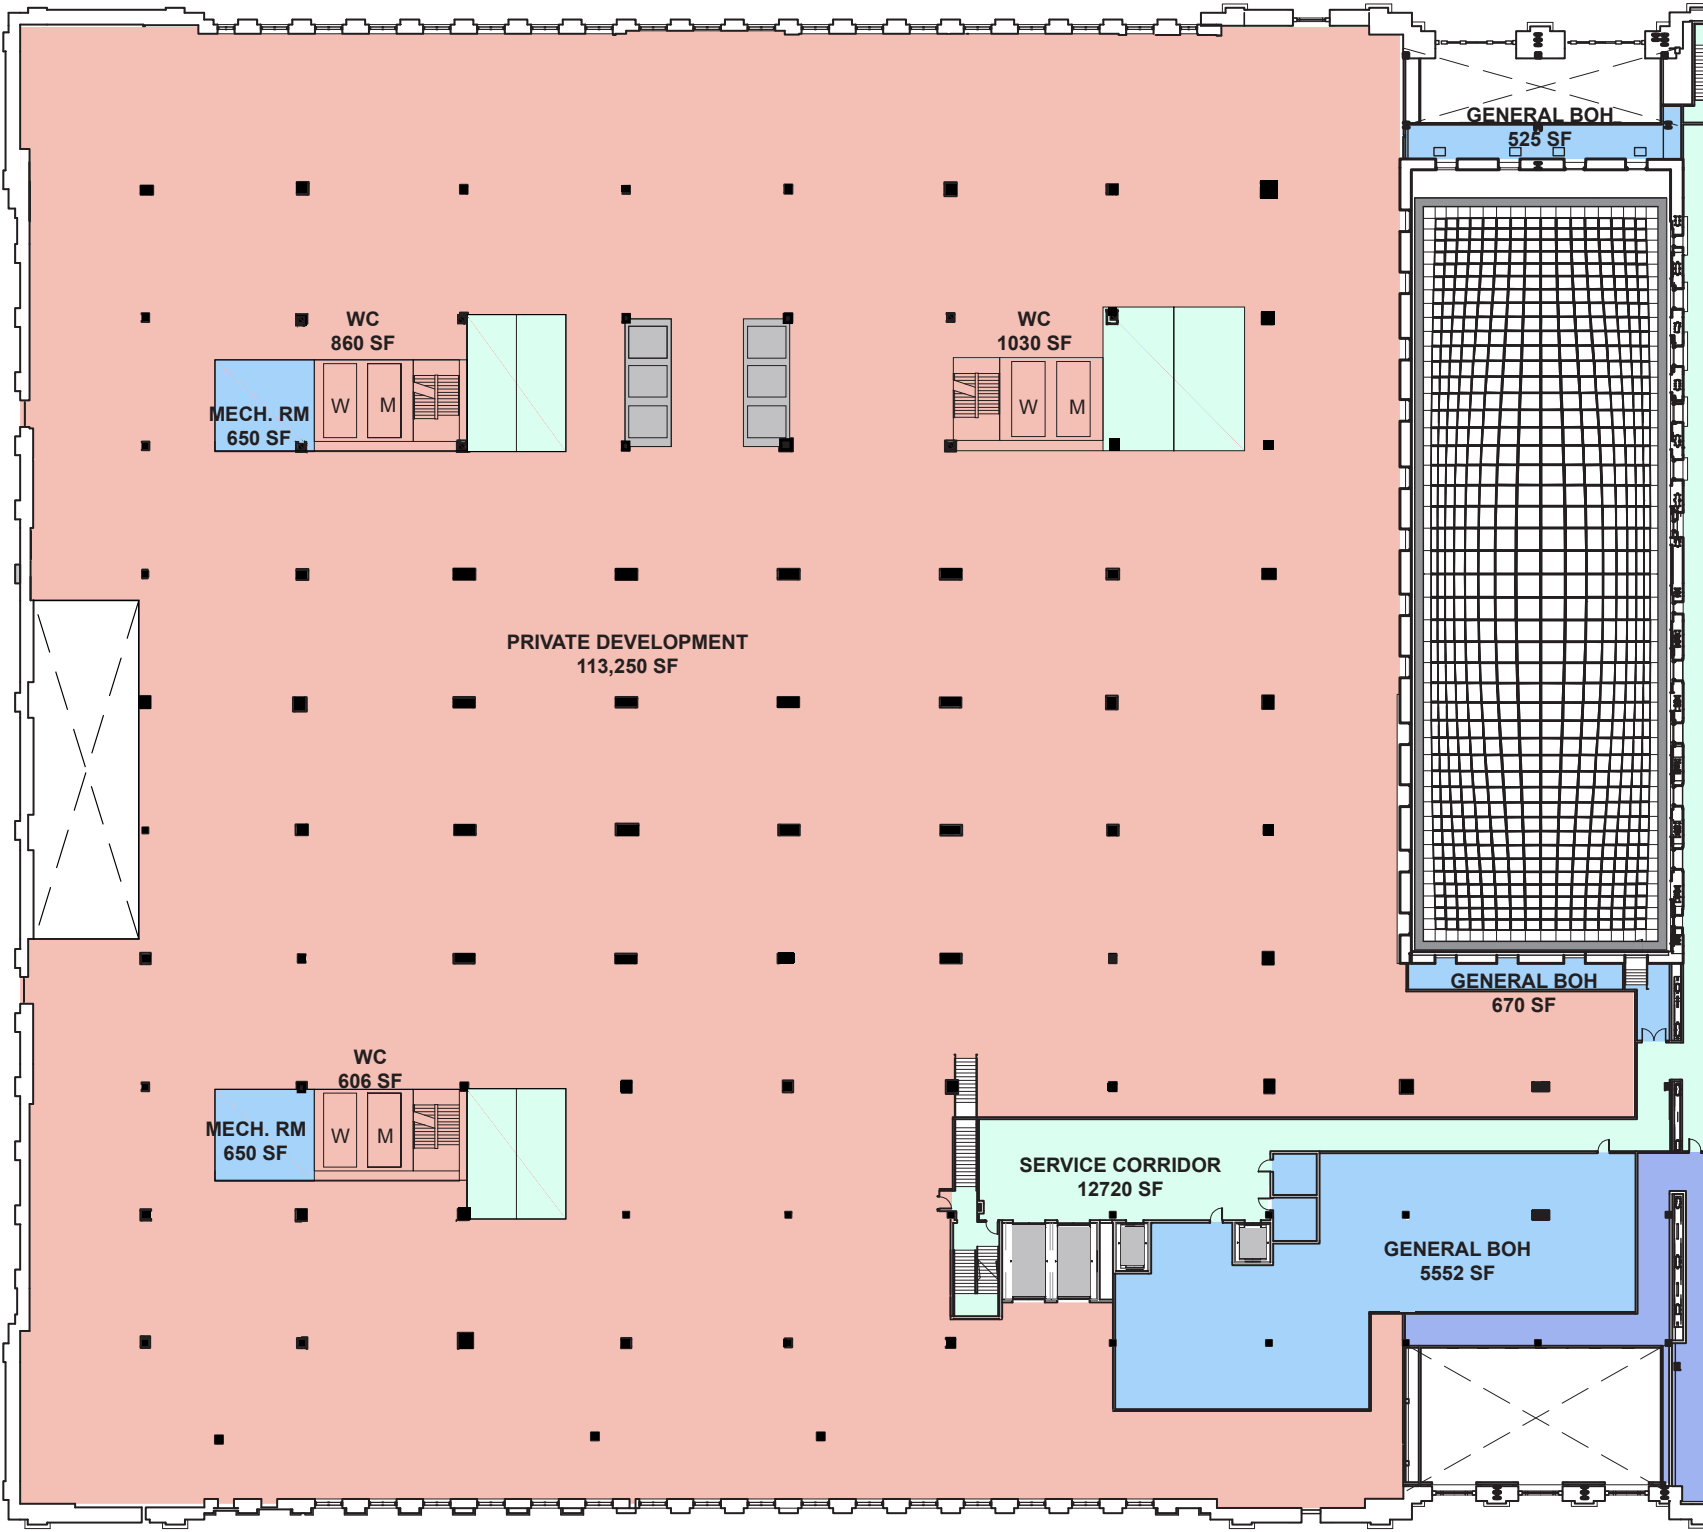 GENERAL BOH
525 SF
WC
860 SF
WC
1030 SF
W
M
W
M
MECH. RM
650 SF
PRIVATE DEVELOPMENT
113,250 SF
GENERAL BOH
670 SF
WC
606 SF
MECH. RM
650 SF
W
M
SERVICE CORRIDOR
12720 SF
GENERAL BOH
5552 SF